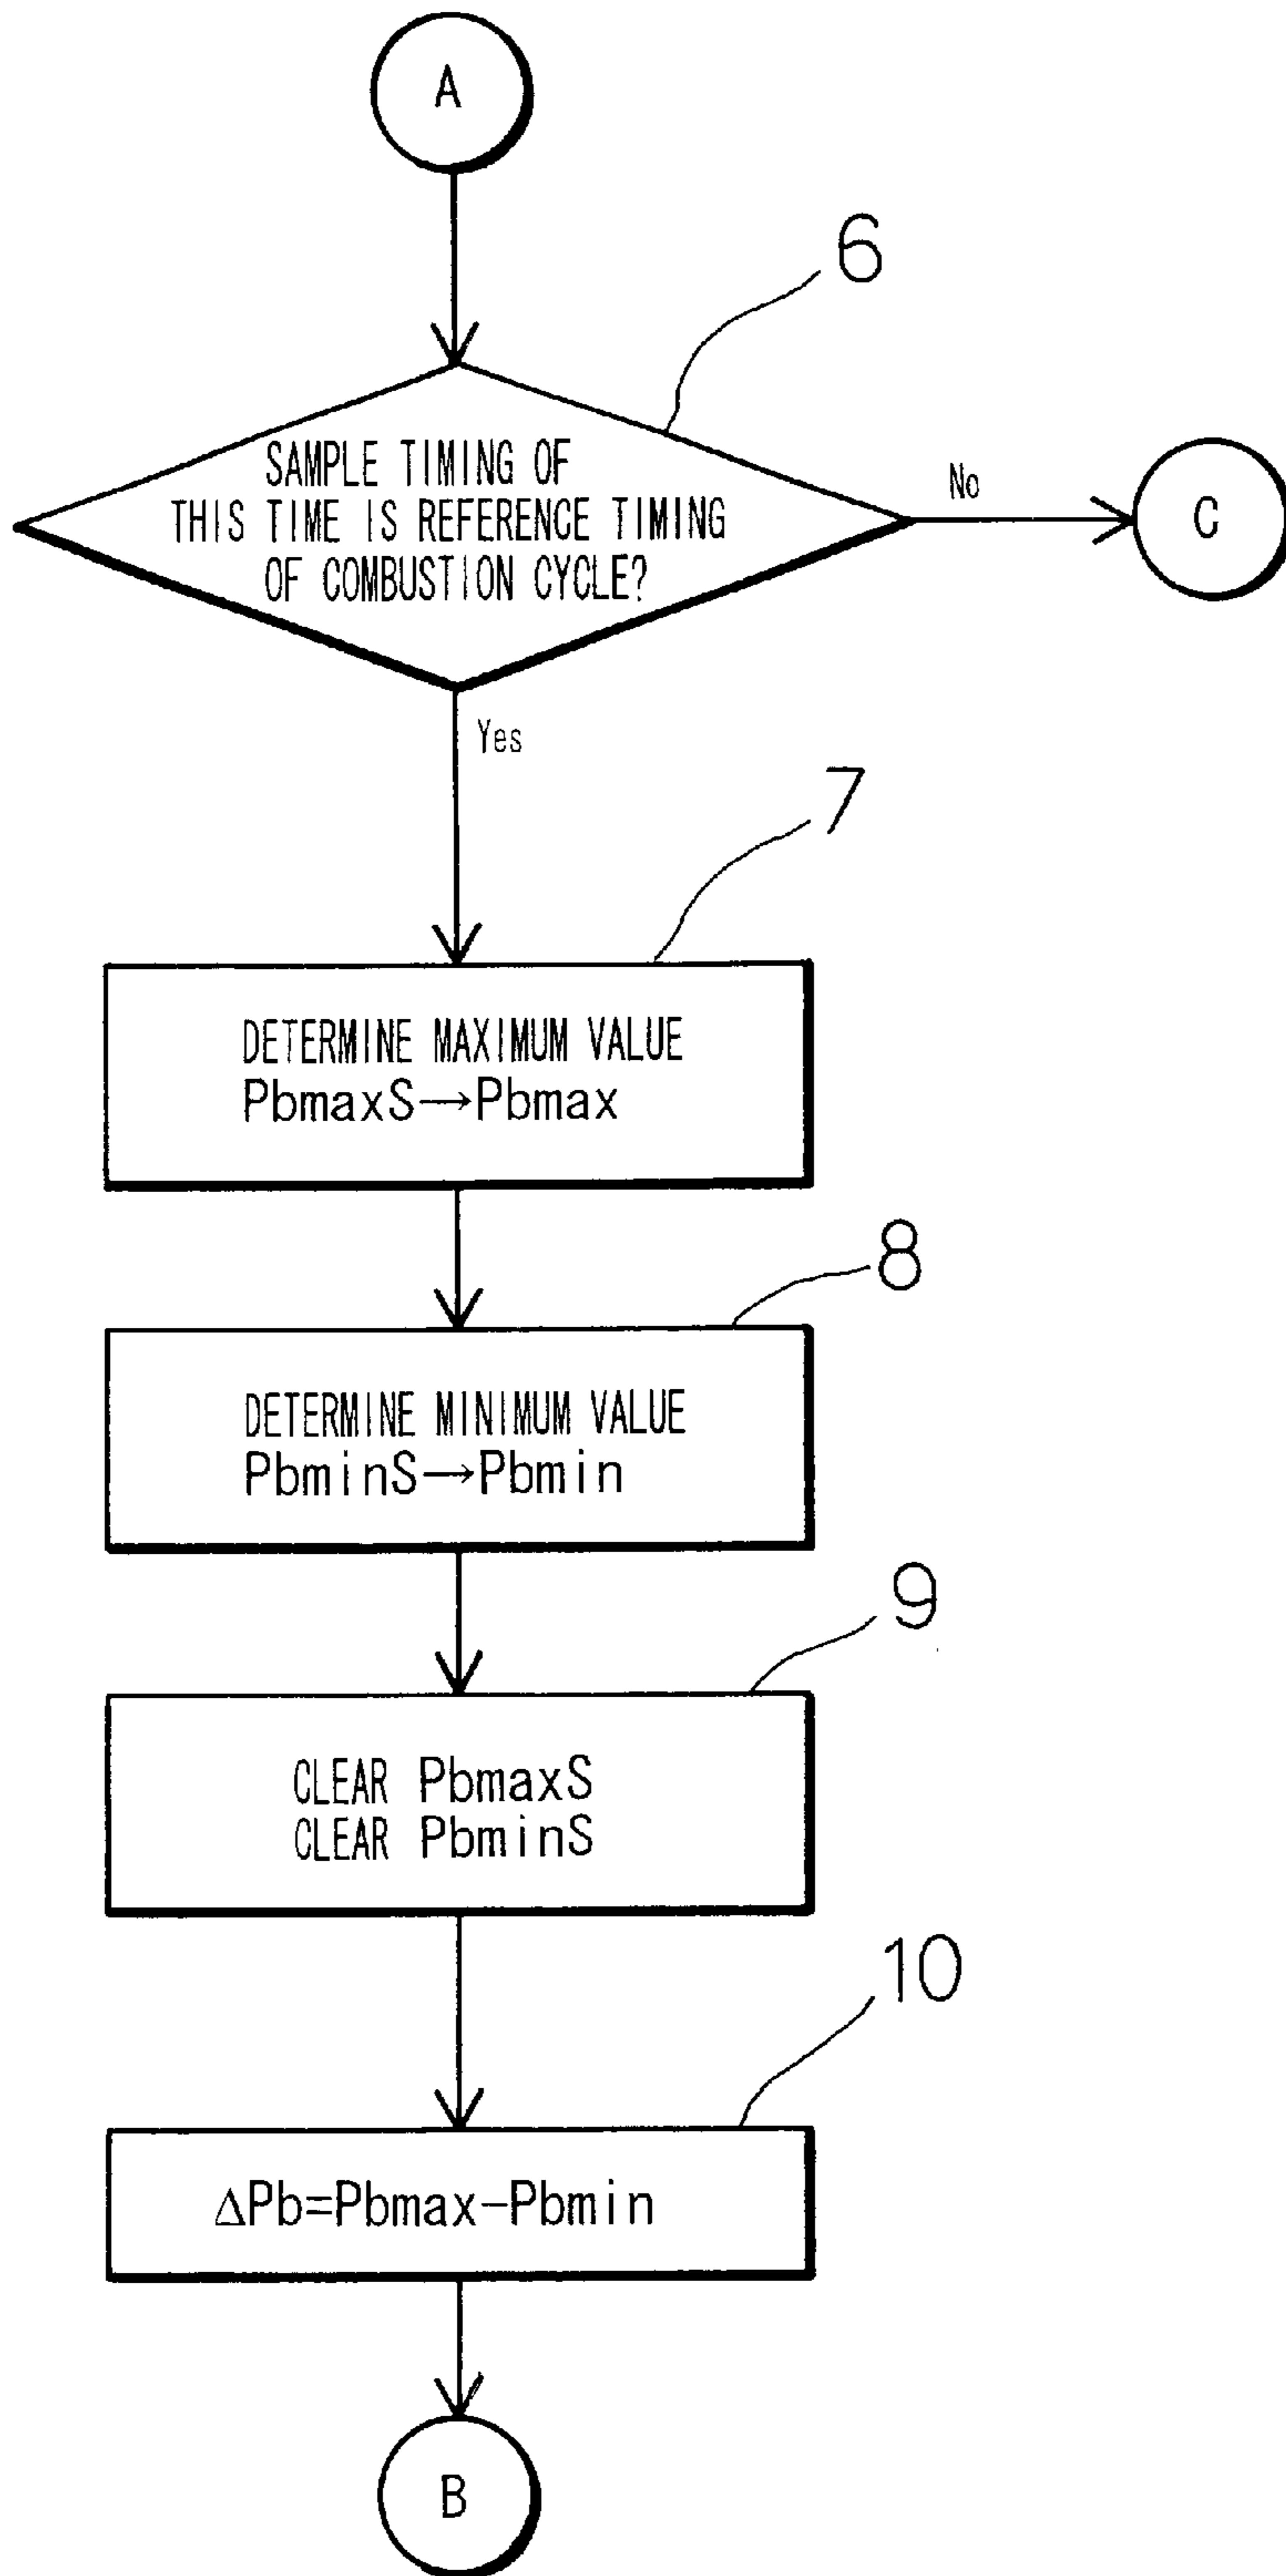 A
6
SAMPLE TIMING OF
THIS TIME IS REFERENCE TIMING
OF COMBUSTION CYCLE?
No
C
Yes
7
DETERMINE MAXIMUM VALUE
PbmaxS→Pbmax
8
DETERMINE MINIMUM VALUE
PbminS→Pbmin
9
CLEAR PbmaxS
CLEAR PbminS
10
ΔPb=Pbmax-Pbmin
B